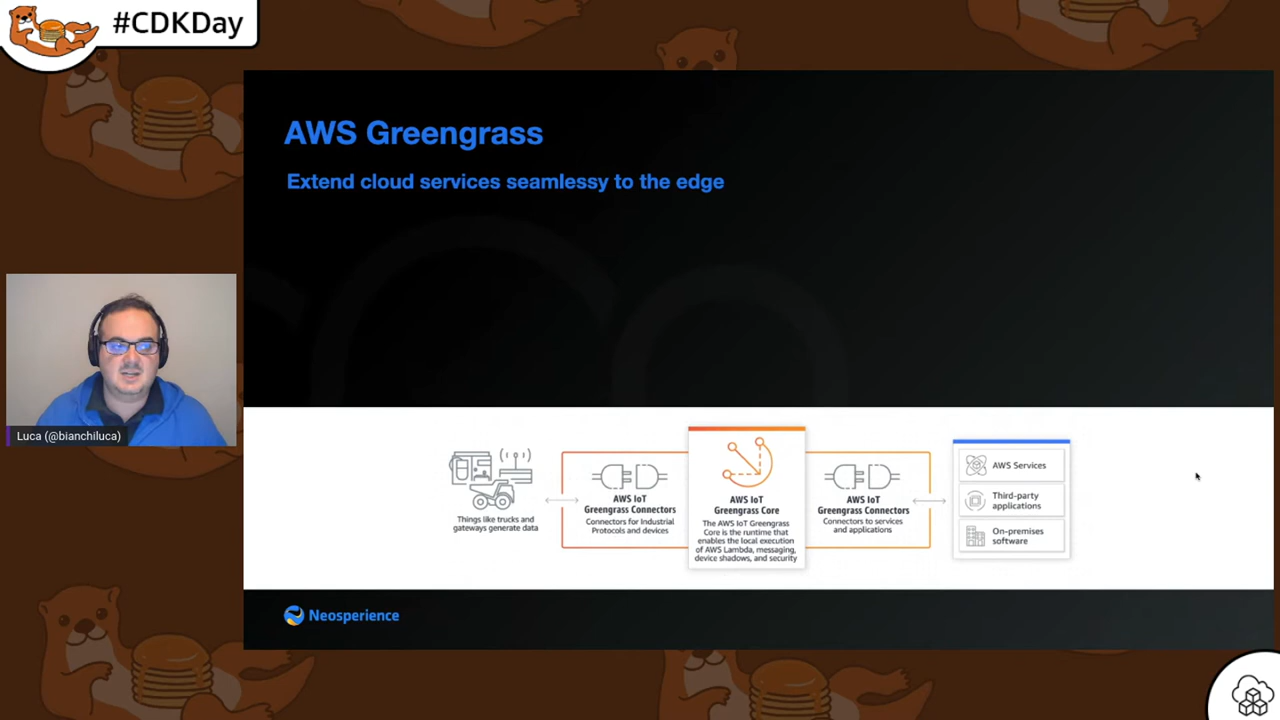 #CDKDay
AWS Greengrass
Extend cloud services seamlessy to the edge
Luca (@bianchiluca)
Things like trucks and
gateways generate data
AWS IoT
Greengrass Connectors
Connectors for Industrial
Protocols and devices
AWS IoT
Greengrass Core
The AWS IoT Greengrass
Core is the runtime that
enables the local execution
of AWS Lambda, messaging,
device shadows, and security
AWS IoT
Greengrass Connectors
Connectors to services
and applications
AWS Services
Third-party
applications
On-premises
software
Neosperience